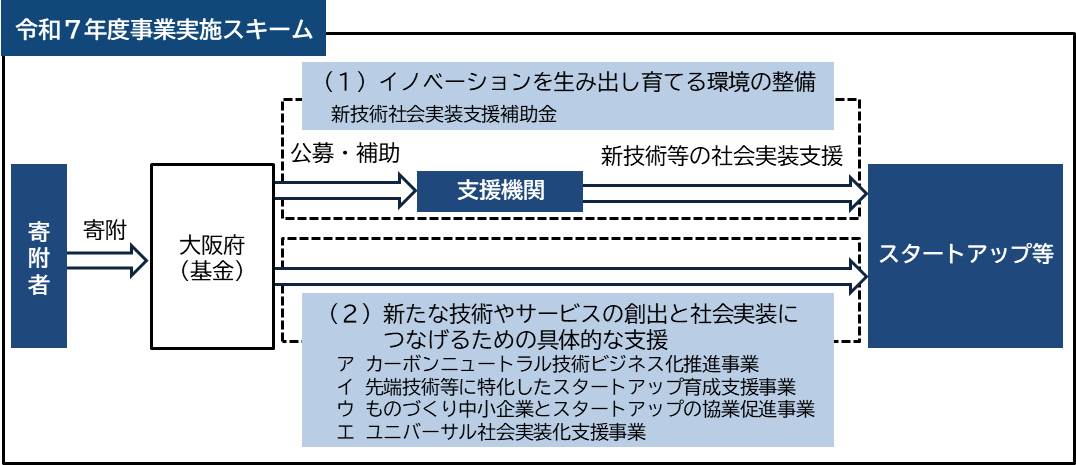 令和７年度事業実施スキーム
（１）イノベーションを生み出し育てる環境の整備
新技術社会実装支援補助金
公募・補助
新技術等の社会実装支援
支援機関
寄附者
寄附
大阪府
（基金）
スタートアップ等
（２）新たな技術やサービスの創出と社会実装に
つなげるための具体的な支援
ア カーボンニュートラル技術ビジネス化推進事業
イ 先端技術等に特化したスタートアップ育成支援事業
ウ ものづくり中小企業とスタートアップの協業促進事業
エ ユニバーサル社会実装化支援事業